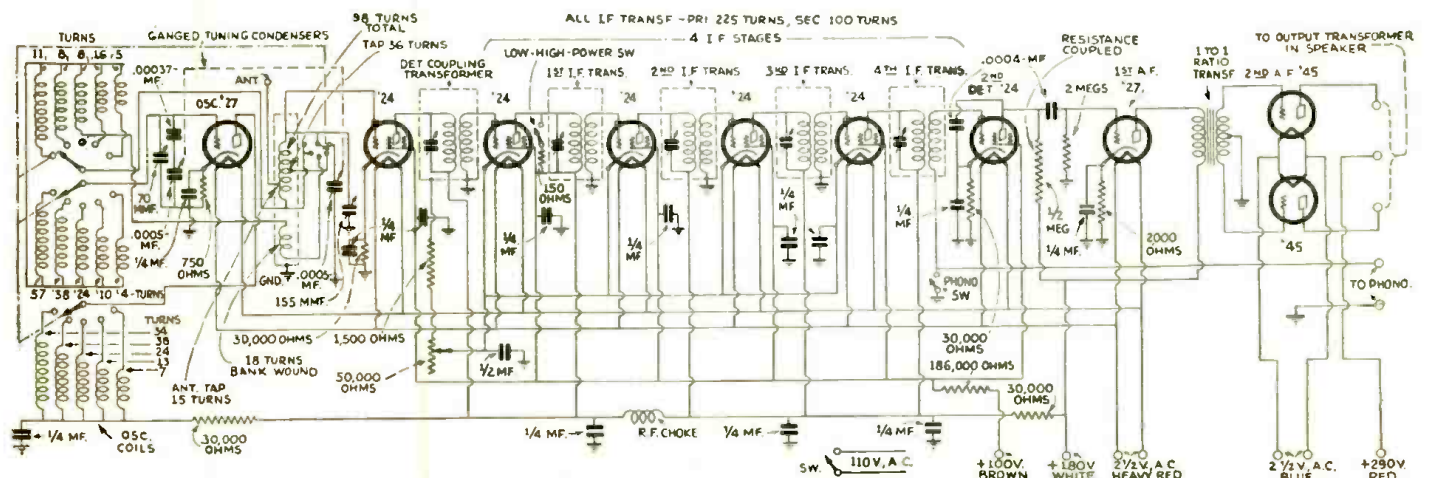 ALL I F TRANSF - PRI 225 TURNS, SEC 100 TURNS
4 I F STAGES
98 TURNS
TOTAL
TAP 36 TURNS
TURNS
11, 8, 8, 16, 5
GANGED TUNING CONDENSERS
.00037-
MF.
ANT.
OSC. '27
DET COUPLING
TRANSFORMER
LOW-HIGH-POWER SW
1ST I.F. TRANS.
2ND I.F TRANS
3ND I.F TRANS.
4TH I.F. TRANS.
.0004-MF
2ND
DET '24
RESISTANCE
COUPLED
2 MEGS
1ST A.F.
'27.
1 TO 1
RATIO
TRANSF
TO OUTPUT TRANSFORMER
IN SPEAKER
2ND A.F '45
'24
'24
'24
'24
'24
70
MMF.
.0005
MF.
1/4 MF.
750
OHMS
GND.
.0005
MF.
155 MMF.
1/4
MF
1/4
MF
150
OHMS
1/4
MF
1/4
MF
1/4
MF
1/2
MEG
1/4 MF.
2000
OHMS
'45
PHONO
SW
TO PHONO.
57 '38 '24 '10 '4-TURNS
TURNS
34
38
24
13
7
30,000 OHMS
1,500 OHMS
18 TURNS
BANK WOUND
ANT. TAP
15 TURNS
50,000
OHMS
1/2 MF
30,000
OHMS
186,000 OHMS
30,000
OHMS
1/4 MF.
OSC.
COILS
30,000
OHMS
1/4 MF.
R.F. CHOKE
1/4 MF.
1/4 MF.
SW.
110 V, A.C.
+100V.
BROWN
+180V
WHITE
2 1/2 V, A.C
HEAVY RED
2 1/2 V, A.C.
BLUE
+290V.
RED